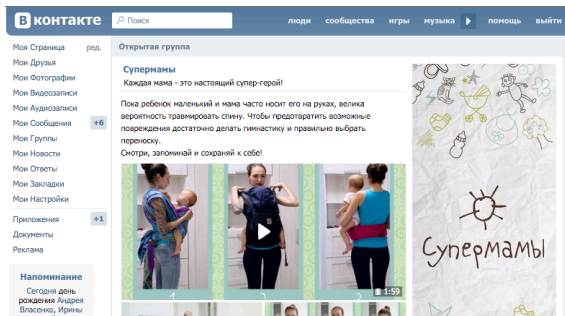 В контакте
Поиск
люди сообщества игры музыка помощь выйти
Моя Страница ред.
Мои Друзья
Мои Фотографии
Мои Видеозаписи
Мои Аудиозаписи
Мои Сообщения +6
Мои Группы
Мои Новости
Мои Ответы
Мои Закладки
Мои Настройки
Приложения +1
Документы
Реклама
Напоминание
Сегодня день
рождения Андрея
Власенко, Ирины
Открытая группа
Супермамы
Каждая мама - это настоящий супер-герой!
Пока ребенок маленький и мама часто носит его на руках, велика
вероятность травмировать спину. Чтобы предотвратить возможные
повреждения достаточно делать гимнастику и правильно выбрать
переноску.
Смотри, запоминай и сохраняй к себе!
1:59
1 2 3
Супермамы